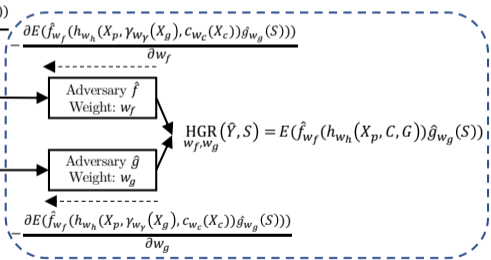 ))
− ∂E(f̂_{w_f}(h_{w_h}(X_p, γ_{w_γ}(X_g), c_{w_c}(X_c))ĝ_{w_g}(S)))
∂w_f
Adversary f̂
Weight: w_f
HGR(Ŷ, S) = E(f̂_{w_f}(h_{w_h}(X_p, C, G))ĝ_{w_g}(S))
w_f,w_g
Adversary ĝ
Weight: w_g
− ∂E(f̂_{w_f}(h_{w_h}(X_p, γ_{w_γ}(X_g), c_{w_c}(X_c))ĝ_{w_g}(S)))
∂w_g